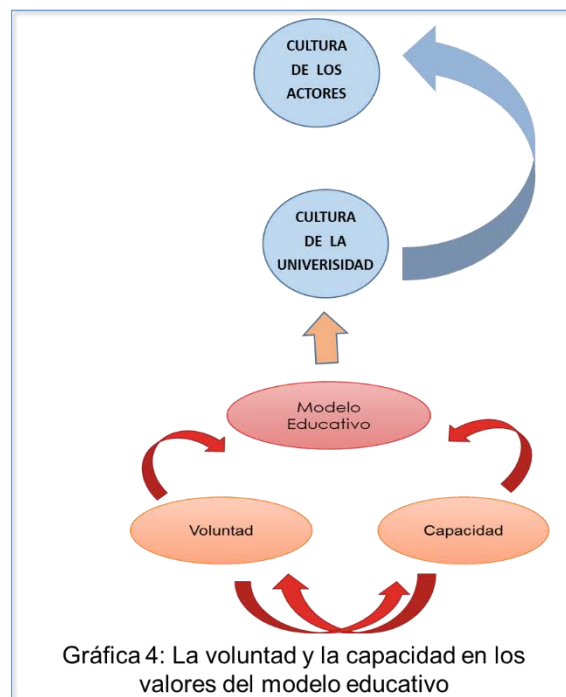 CULTURA
DE LOS
ACTORES
CULTURA
DE LA
UNIVERISIDAD
Modelo
Educativo
Voluntad
Capacidad
Gráfica 4: La voluntad y la capacidad en los
valores del modelo educativo